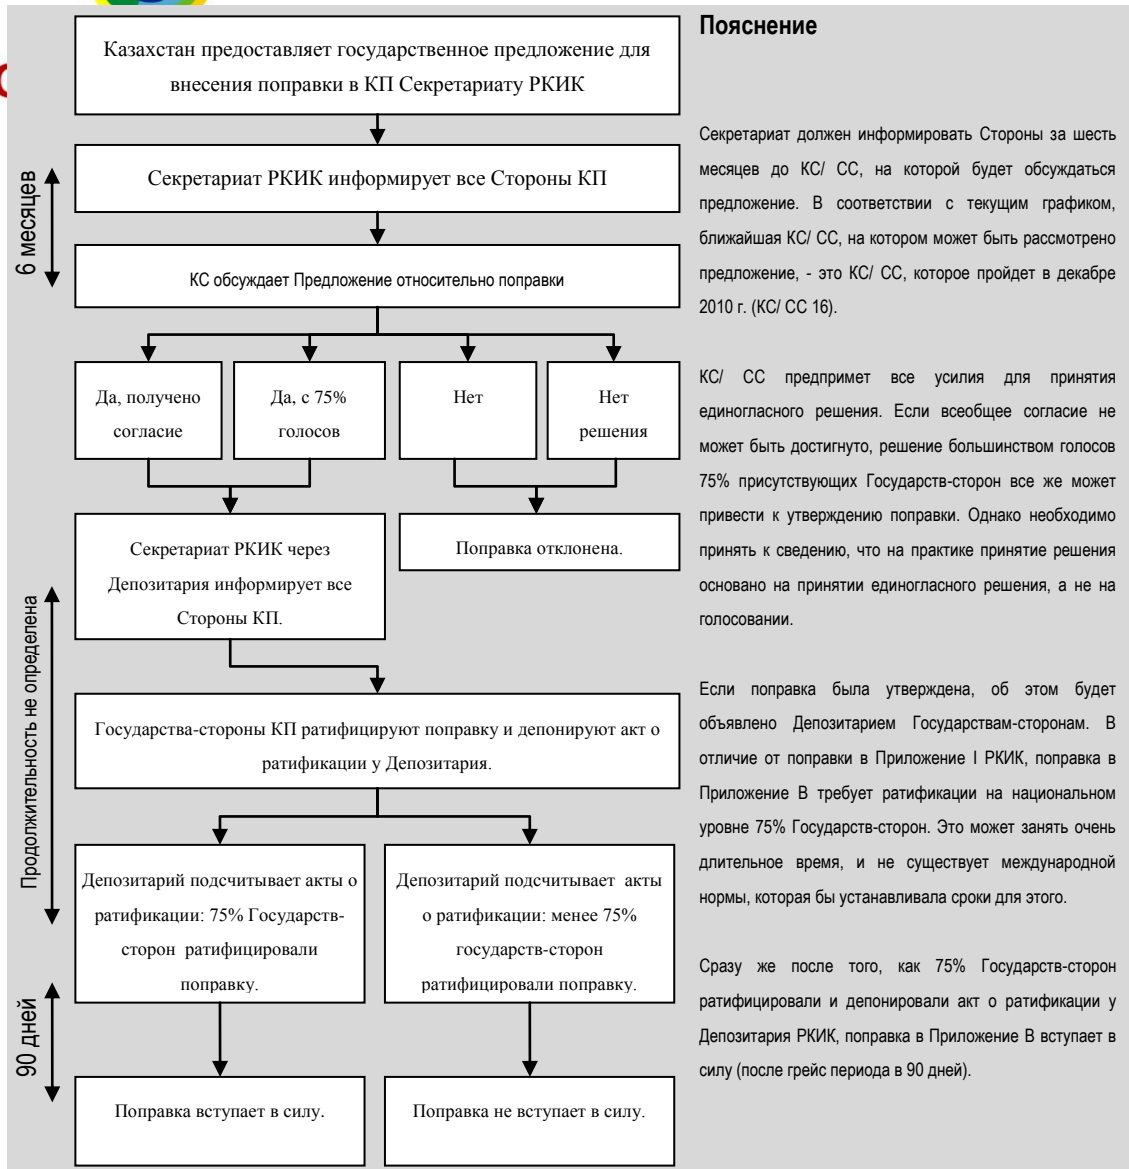 Казахстан предоставляет государственное предложение для
внесения поправки в КП Секретариату РКИК
6 месяцев
Секретариат РКИК информирует все Стороны КП
КС обсуждает Предложение относительно поправки
Да, получено
согласие
Да, с 75%
голосов
Нет
Нет
решения
Секретариат РКИК через
Депозитария информирует все
Стороны КП.
Поправка отклонена.
Продолжительность не определена
Государства-стороны КП ратифицируют поправку и депонируют акт о
ратификации у Депозитария.
Депозитарий подсчитывает акты о
ратификации: 75% Государств-
сторон ратифицировали
поправку.
Депозитарий подсчитывает акты
о ратификации: менее 75%
государств-сторон
ратифицировали поправку.
90 дней
Поправка вступает в силу.
Поправка не вступает в силу.
Пояснение
Секретариат должен информировать Стороны за шесть
месяцев до КС/ СС, на которой будет обсуждаться
предложение. В соответствии с текущим графиком,
ближайшая КС/ СС, на котором может быть рассмотрено
предложение, - это КС/ СС, которое пройдет в декабре
2010 г. (КС/ СС 16).
КС/ СС предпримет все усилия для принятия
единогласного решения. Если всеобщее согласие не
может быть достигнуто, решение большинством голосов
75% присутствующих Государств-сторон все же может
привести к утверждению поправки. Однако необходимо
принять к сведению, что на практике принятие решения
основано на принятии единогласного решения, а не на
голосовании.
Если поправка была утверждена, об этом будет
объявлено Депозитарием Государствам-сторонам. В
отличие от поправки в Приложение I РКИК, поправка в
Приложение В требует ратификации на национальном
уровне 75% Государств-сторон. Это может занять очень
длительное время, и не существует международной
нормы, которая бы устанавливала сроки для этого.
Сразу же после того, как 75% Государств-сторон
ратифицировали и депонировали акт о ратификации у
Депозитария РКИК, поправка в Приложение В вступает в
силу (после грейс периода в 90 дней).